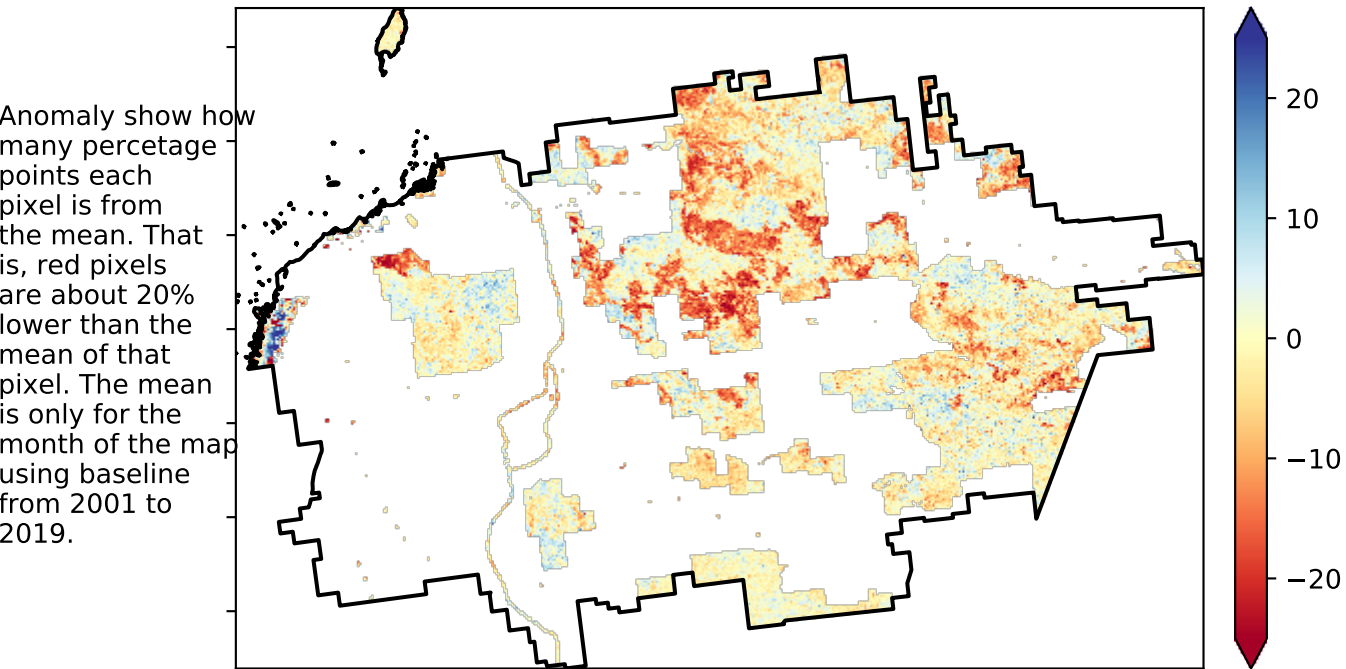 Anomaly show how
many percetage
points each
pixel is from
the mean. That
is, red pixels
are about 20%
lower than the
mean of that
pixel. The mean
is only for the
month of the map
using baseline
from 2001 to
2019.
20
10
0
−10
−20